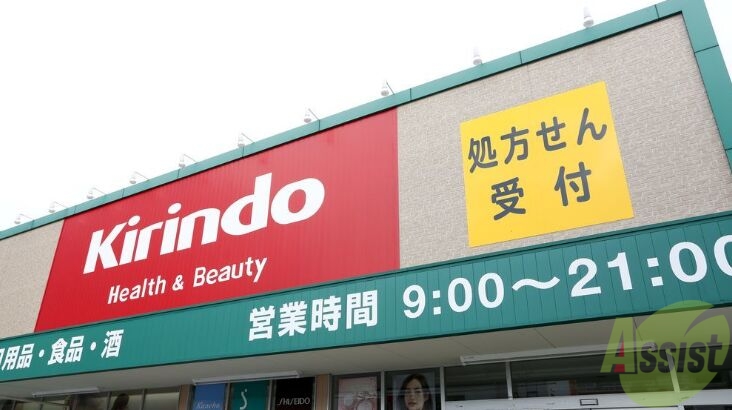 処方せん
受付
Kirindo
Health & Beauty
営業時間 9:00～21:00
用品・食品・酒
Kirindo
SHISEIDO
Assist